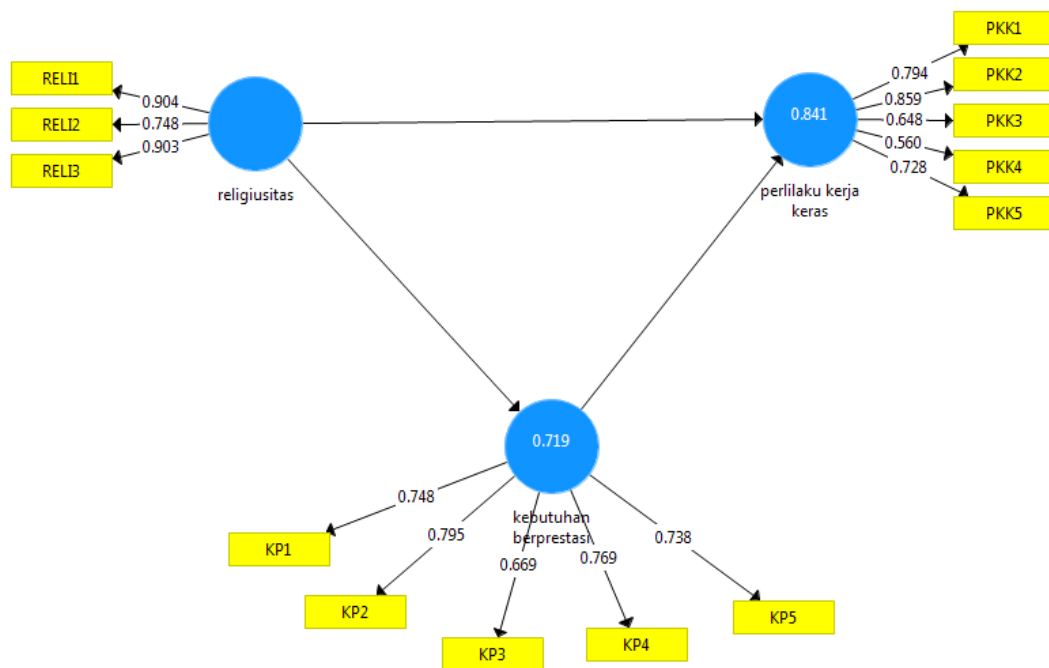 RELI1
RELI2
RELI3
0.904
0.748
0.903
religiusitas
0.841
perlilaku kerja
keras
0.794
0.859
0.648
0.560
0.728
PKK1
PKK2
PKK3
PKK4
PKK5
0.719
kebutuhan
berprestasi
0.748
0.795
0.669
0.769
0.738
KP1
KP2
KP3
KP4
KP5